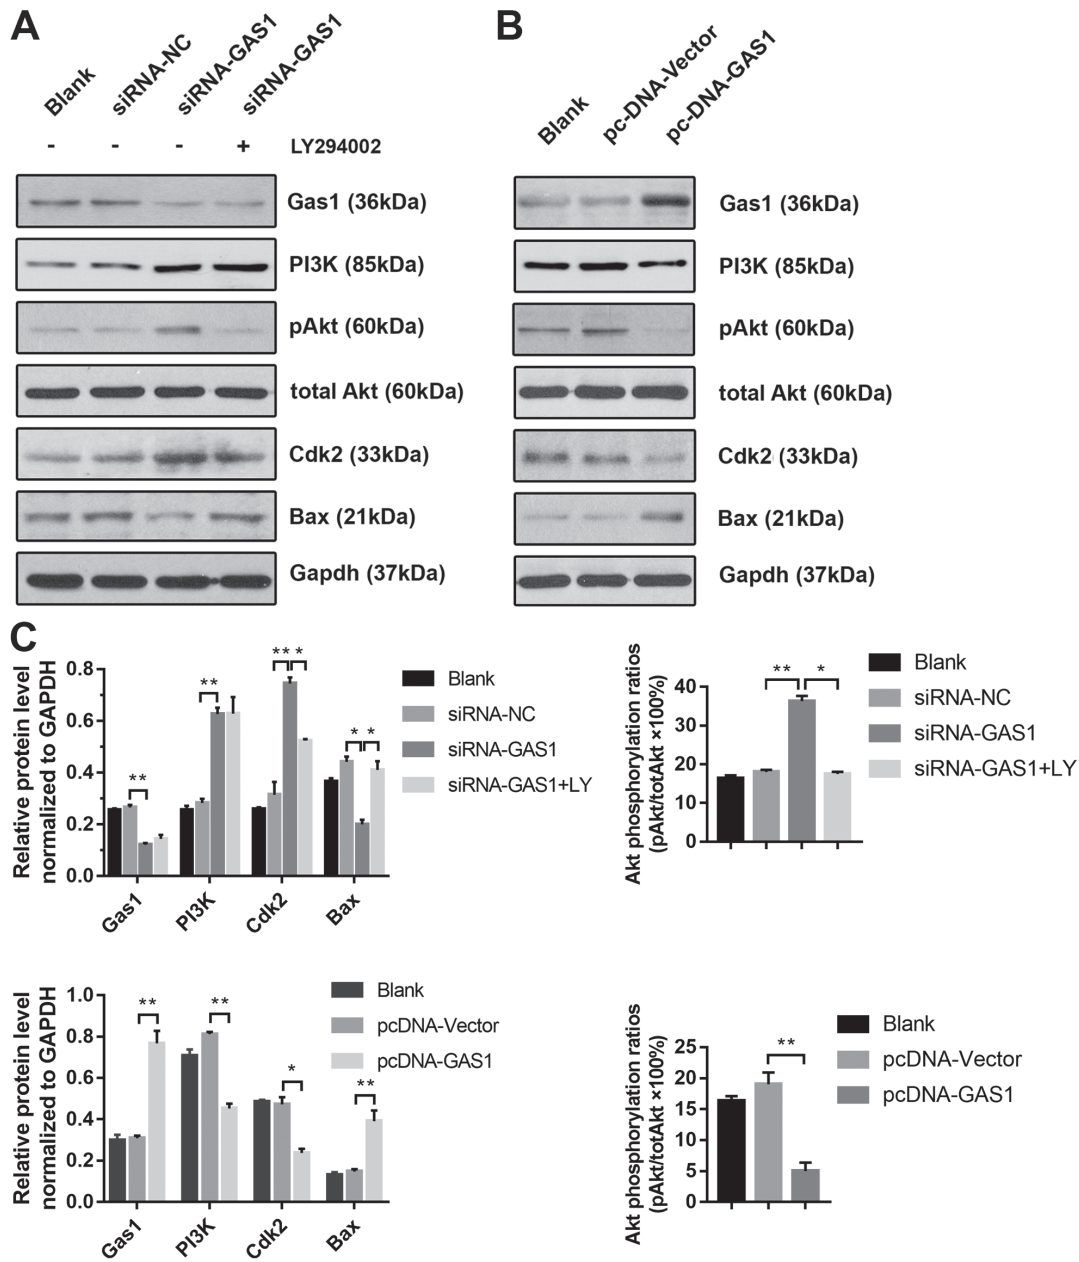 A
Blank
siRNA-NC
siRNA-GAS1
siRNA-GAS1
- - - + LY294002
Gas1 (36kDa)
PI3K (85kDa)
pAkt (60kDa)
total Akt (60kDa)
Cdk2 (33kDa)
Bax (21kDa)
Gapdh (37kDa)
B
Blank
pc-DNA-Vector
pc-DNA-GAS1
Gas1 (36kDa)
PI3K (85kDa)
pAkt (60kDa)
total Akt (60kDa)
Cdk2 (33kDa)
Bax (21kDa)
Gapdh (37kDa)
C
Relative protein level
normalized to GAPDH
0.8
0.6
0.4
0.2
0.0
** ** ** * * *
Gas1 PI3K Cdk2 Bax
Blank
siRNA-NC
siRNA-GAS1
siRNA-GAS1+LY
Akt phosphorylation ratios
(pAkt/totAkt ×100%)
40
30
20
10
0
** *
Blank
siRNA-NC
siRNA-GAS1
siRNA-GAS1+LY
Relative protein level
normalized to GAPDH
1.0
0.8
0.6
0.4
0.2
0.0
** ** * **
Gas1 PI3K Cdk2 Bax
Blank
pcDNA-Vector
pcDNA-GAS1
Akt phosphorylation ratios
(pAkt/totAkt ×100%)
25
20
15
10
5
0
**
Blank
pcDNA-Vector
pcDNA-GAS1